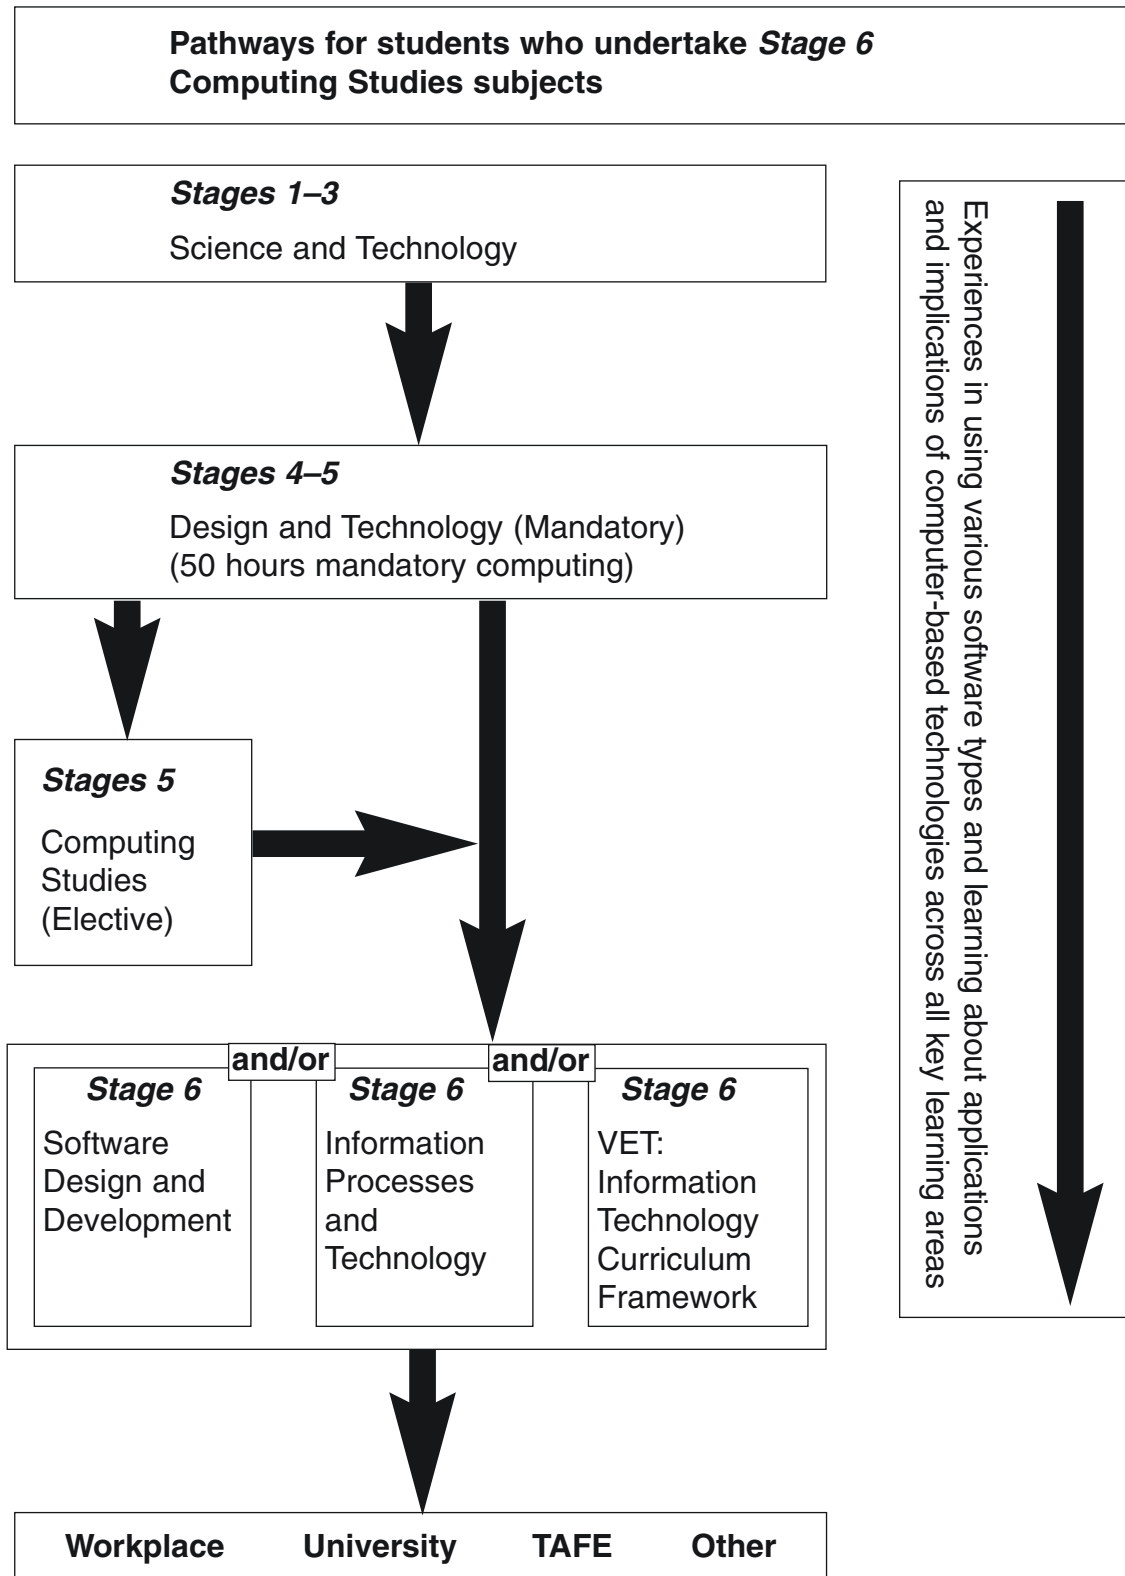 Pathways for students who undertake Stage 6
Computing Studies subjects
Stages 1–3
Science and Technology
Stages 4–5
Design and Technology (Mandatory)
(50 hours mandatory computing)
Stages 5
Computing
Studies
(Elective)
and/or
and/or
Stage 6
Software
Design and
Development
Stage 6
Information
Processes
and
Technology
Stage 6
VET:
Information
Technology
Curriculum
Framework
Workplace University TAFE Other
Experiences in using various software types and learning about applications
and implications of computer-based technologies across all key learning areas